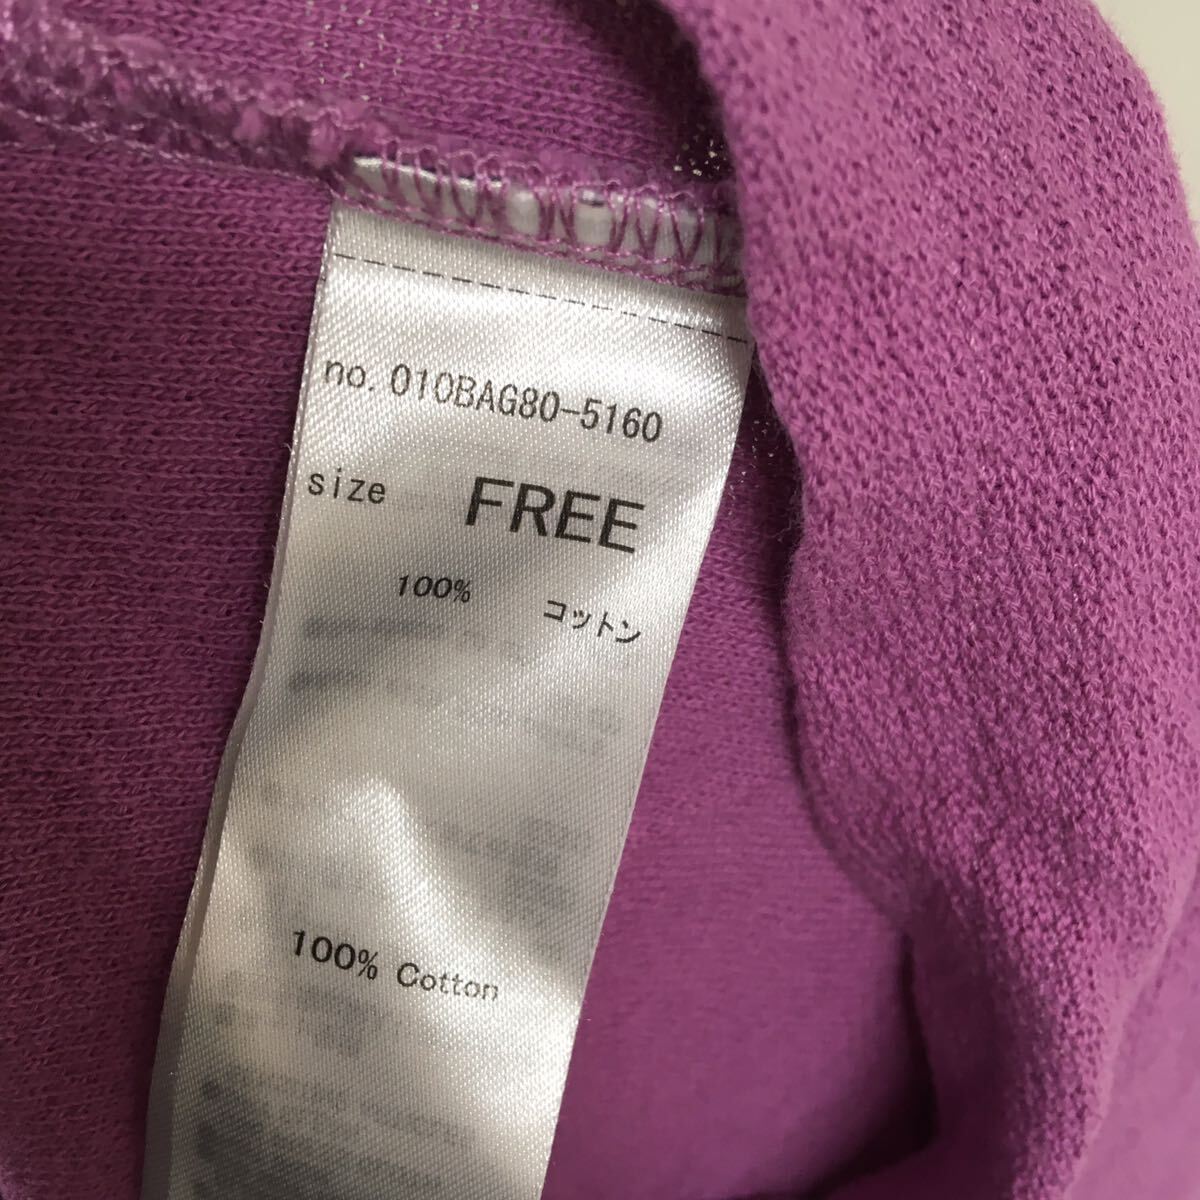 no. 010BAG80-5160
size FREE
100% コットン
100% Cotton